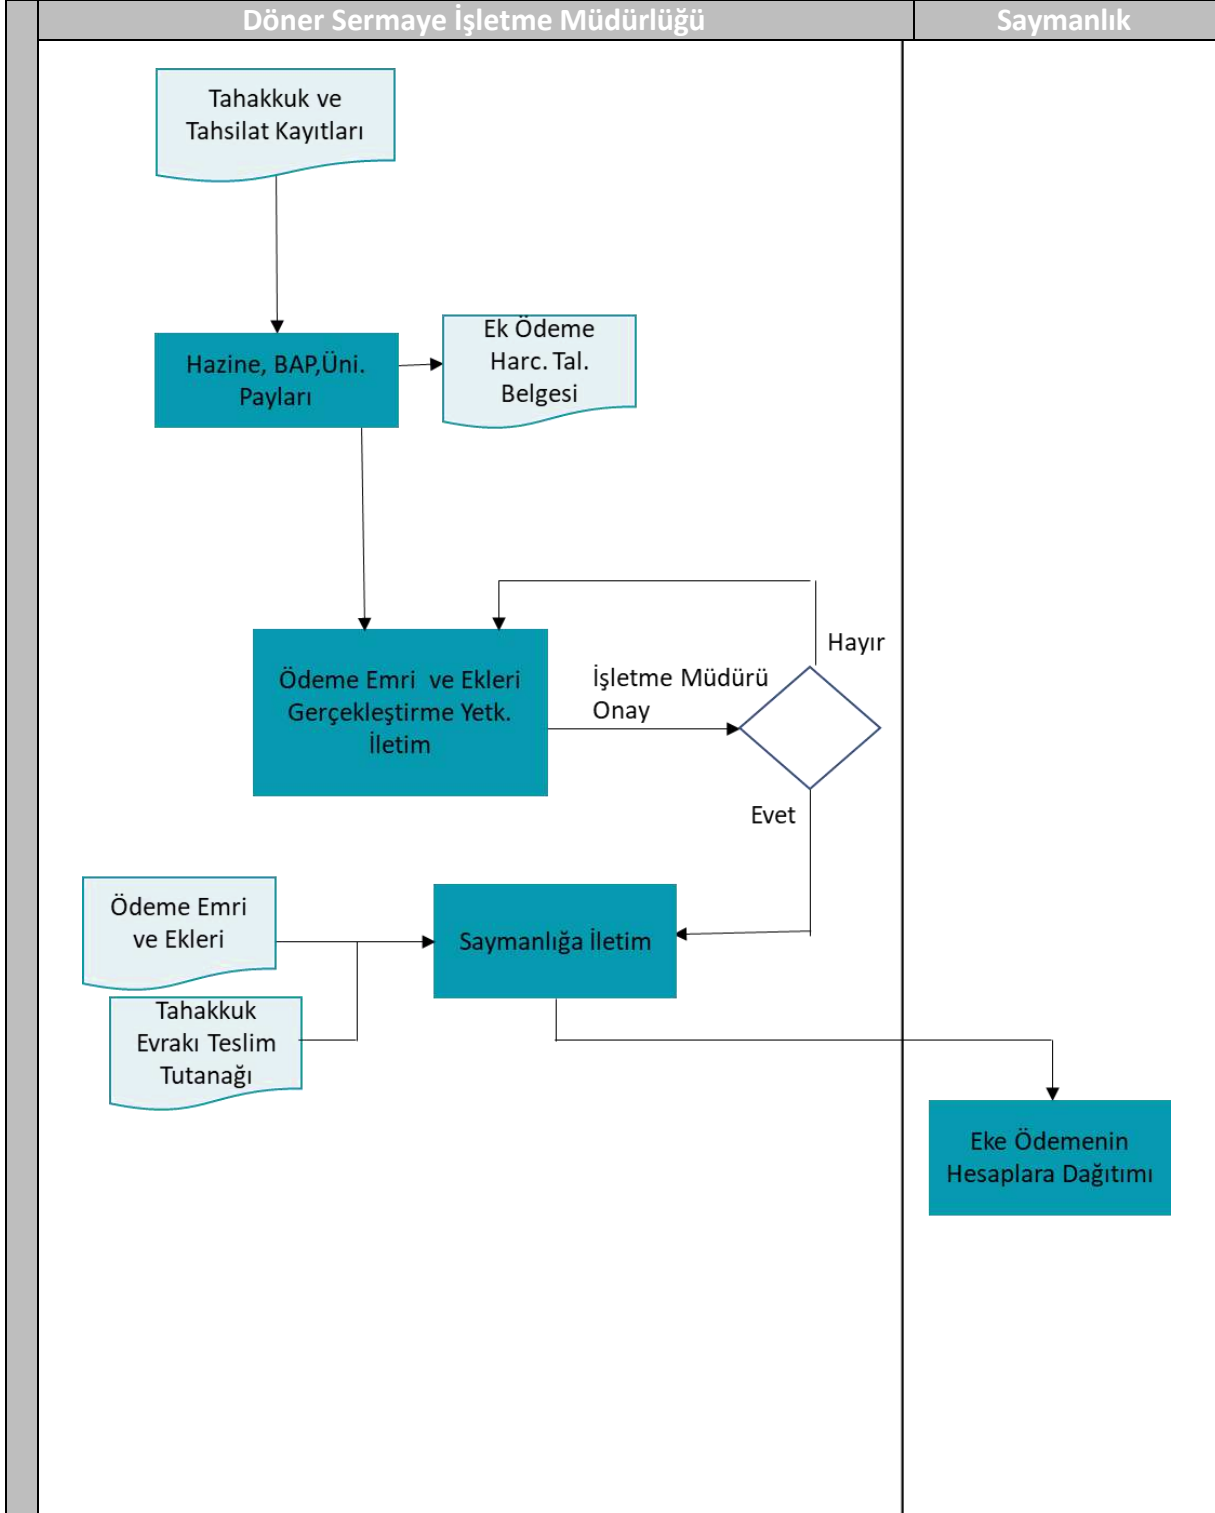 Döner Sermaye İşletme Müdürlüğü
Saymanlık
Tahakkuk ve
Tahsilat Kayıtları
Hazine, BAP,Üni.
Payları
Ek Ödeme
Harc. Tal.
Belgesi
Hayır
Ödeme Emri  ve Ekleri
Gerçekleştirme Yetk.
İletim
İşletme Müdürü
Onay
Evet
Ödeme Emri
ve Ekleri
Saymanlığa İletim
Tahakkuk
Evrakı Teslim
Tutanağı
Eke Ödemenin
Hesaplara Dağıtımı